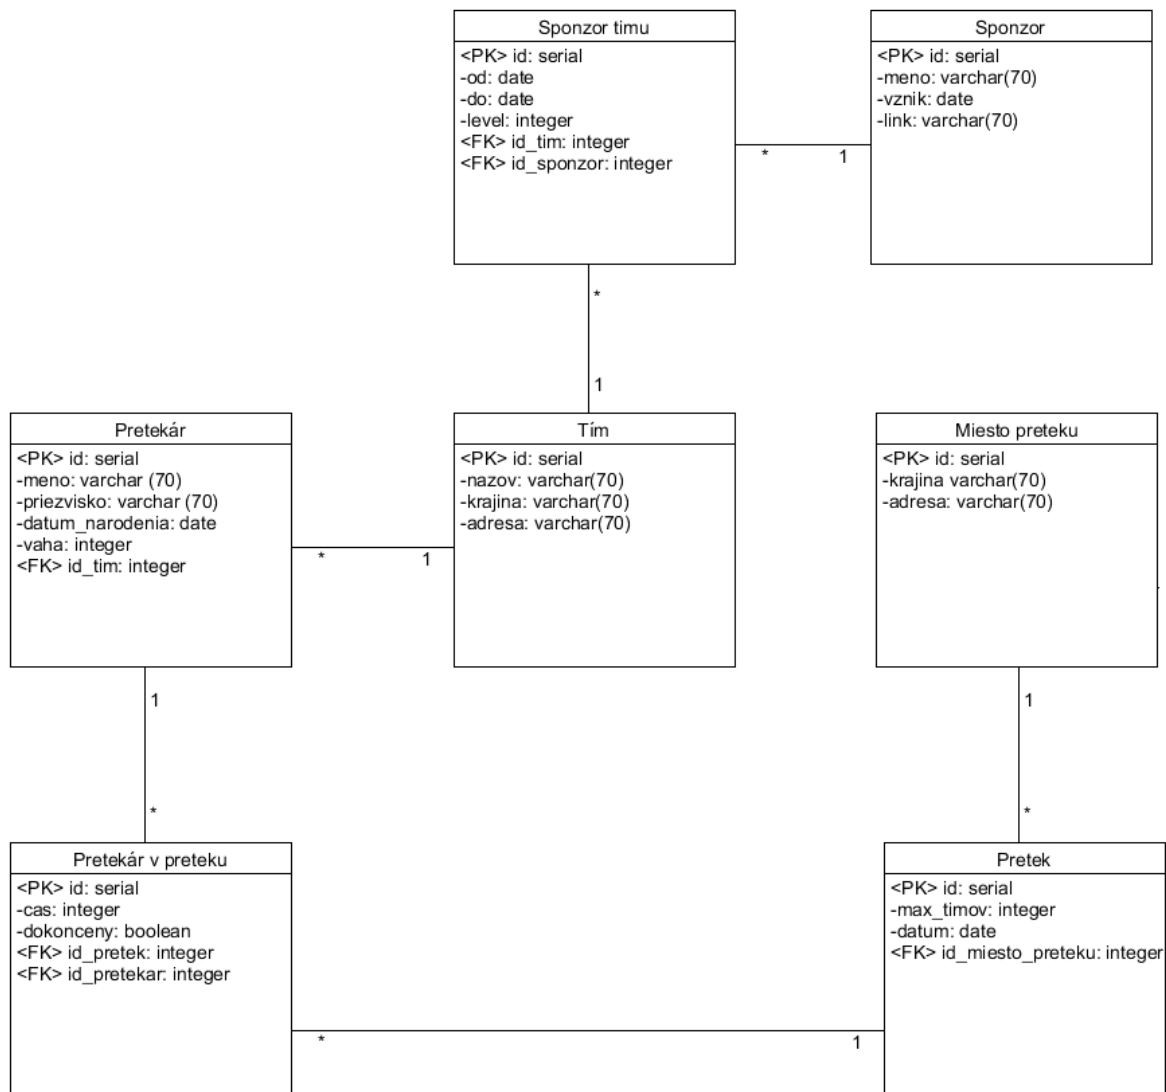 Sponzor timu
<PK> id: serial
-od: date
-do: date
-level: integer
<FK> id_tim: integer
<FK> id_sponzor: integer
Sponzor
<PK> id: serial
-meno: varchar(70)
-vznik: date
-link: varchar(70)
*
1
*
1
Pretekár
<PK> id: serial
-meno: varchar (70)
-priezvisko: varchar (70)
-datum_narodenia: date
-vaha: integer
<FK> id_tim: integer
*
1
Tím
<PK> id: serial
-nazov: varchar(70)
-krajina: varchar(70)
-adresa: varchar(70)
Miesto preteku
<PK> id: serial
-krajina varchar(70)
-adresa: varchar(70)
1
*
1
*
Pretekár v preteku
<PK> id: serial
-cas: integer
-dokonceny: boolean
<FK> id_pretek: integer
<FK> id_pretekar: integer
*
1
Pretek
<PK> id: serial
-max_timov: integer
-datum: date
<FK> id_miesto_preteku: integer